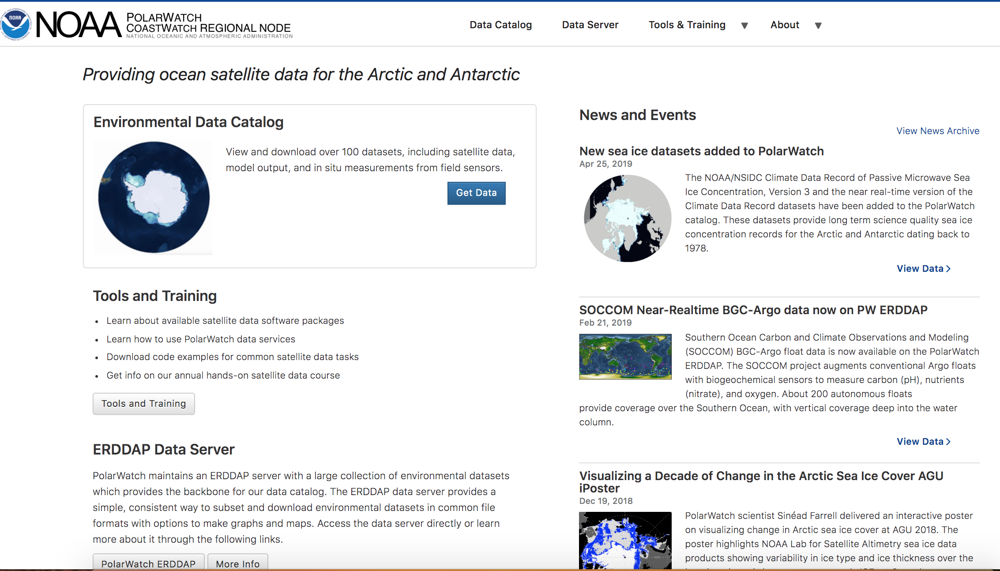 NOAA
NOAA
POLARWATCH
COASTWATCH REGIONAL NODE
NATIONAL OCEANIC AND ATMOSPHERIC ADMINISTRATION
Data Catalog
Data Server
Tools & Training ▼
About ▼
Providing ocean satellite data for the Arctic and Antarctic
Environmental Data Catalog
View and download over 100 datasets, including satellite data,
model output, and in situ measurements from field sensors.
Get Data
Tools and Training
• Learn about available satellite data software packages
• Learn how to use PolarWatch data services
• Download code examples for common satellite data tasks
• Get info on our annual hands-on satellite data course
Tools and Training
ERDDAP Data Server
PolarWatch maintains an ERDDAP server with a large collection of environmental datasets
which provides the backbone for our data catalog. The ERDDAP data server provides a
simple, consistent way to subset and download environmental datasets in common file
formats with options to make graphs and maps. Access the data server directly or learn
more about it through the following links.
PolarWatch ERDDAP
More Info
News and Events
View News Archive
New sea ice datasets added to PolarWatch
Apr 25, 2019
The NOAA/NSIDC Climate Data Record of Passive Microwave Sea
Ice Concentration, Version 3 and the near real-time version of the
Climate Data Record datasets have been added to the PolarWatch
catalog. These datasets provide long term science quality sea ice
concentration records for the Arctic and Antarctic dating back to
1978.
View Data >
SOCCOM Near-Realtime BGC-Argo data now on PW ERDDAP
Feb 21, 2019
Southern Ocean Carbon and Climate Observations and Modeling
(SOCCOM) BGC-Argo float data is now available on the PolarWatch
ERDDAP. The SOCCOM project augments conventional Argo floats
with biogeochemical sensors to measure carbon (pH), nutrients
(nitrate), and oxygen. About 200 autonomous floats
provide coverage over the Southern Ocean, with vertical coverage deep into the water
column.
View Data >
Visualizing a Decade of Change in the Arctic Sea Ice Cover AGU
iPoster
Dec 19, 2018
PolarWatch scientist Sinéad Farrell delivered an interactive poster
on visualizing change in Arctic sea ice cover at AGU 2018. The
poster highlights NOAA Lab for Satellite Altimetry sea ice data
products showing variability in ice type and ice thickness over the